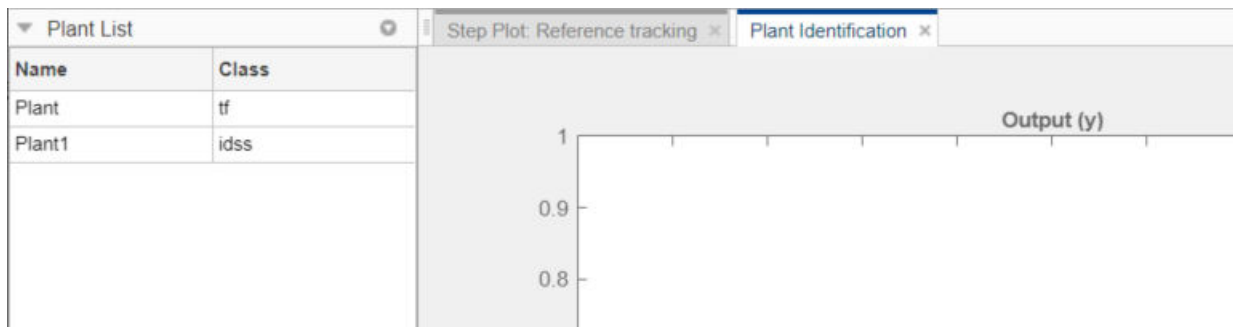 Plant List
Name Class
Plant tf
Plant1 idss
Step Plot: Reference tracking × Plant Identification ×
Output (y)
1
0.9
0.8